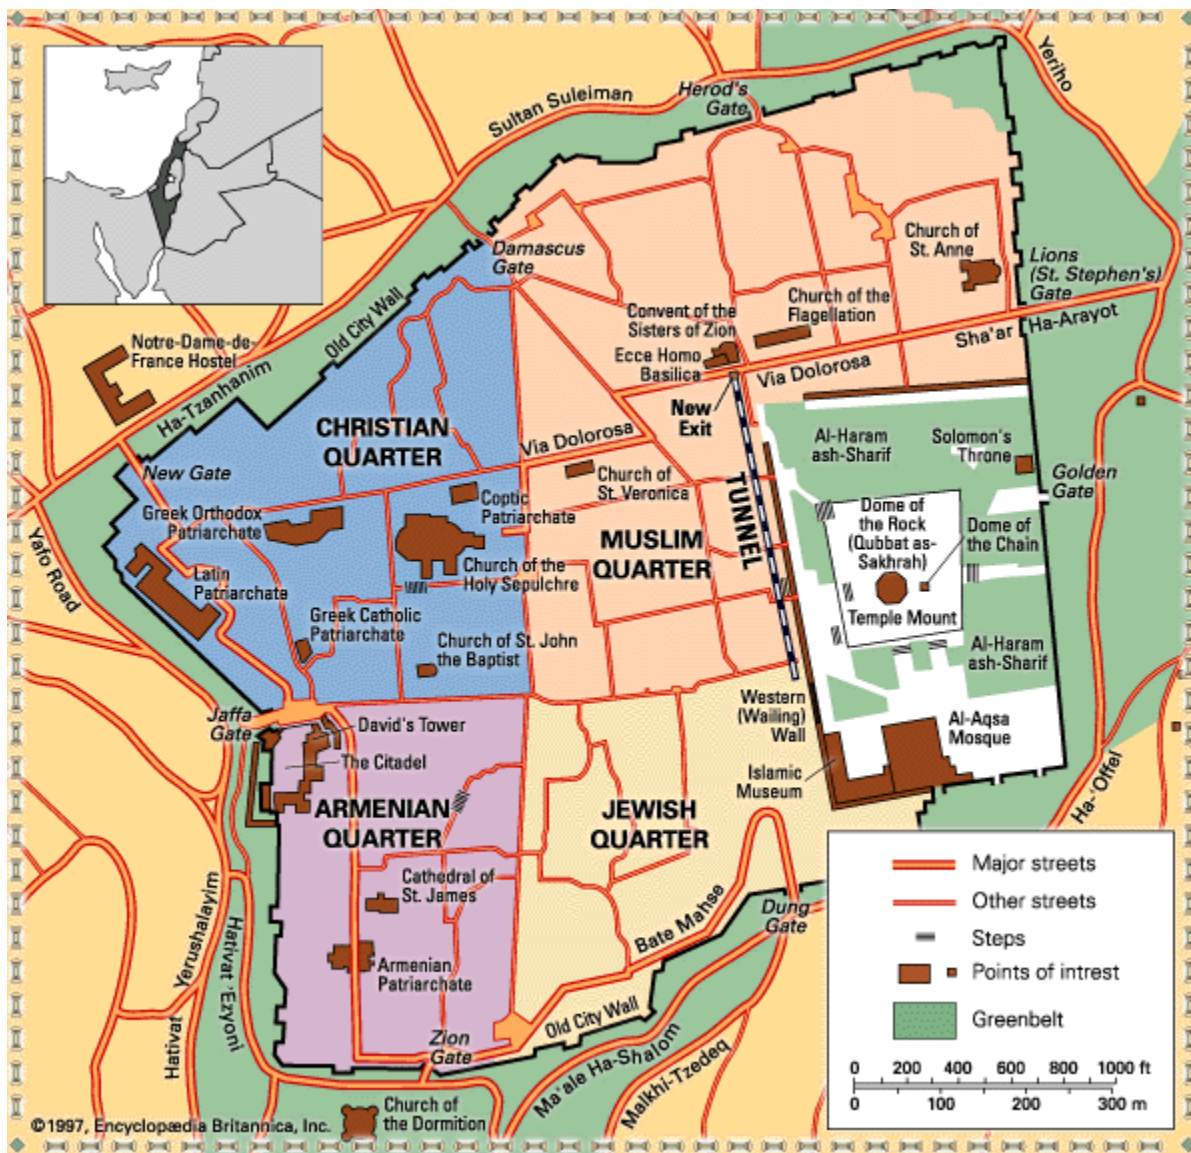 Sultan Suleiman
Herod's
Gate
Yeriho
Damascus
Gate
Church of
St. Anne
Lions
(St. Stephen's)
Gate
Old City Wall
Convent of the
Sisters of Zion
Church of the
Flagellation
Notre-Dame-de-
France Hostel
Ecce Homo
Basilica
Sha'ar
Ha-Arayot
Via Dolorosa
Ha-Tzanhanim
New
Exit
CHRISTIAN
QUARTER
Via Dolorosa
Al-Haram
ash-Sharif
Solomon's
Throne
New Gate
Church of
St. Veronica
TUNNEL
Golden
Gate
Coptic
Patriarchate
Greek Orthodox
Patriarchate
Dome of
the Rock
(Qubbat as-
Sakhrah)
Dome of
the Chain
MUSLIM
QUARTER
Yafo Road
Latin
Patriarchate
Church of the
Holy Sepulchre
Greek Catholic
Patriarchate
Temple Mount
Church of St. John
the Baptist
Al-Haram
ash-Sharif
Jaffa
Gate
David's Tower
Western
(Wailing)
Wall
Al-Aqsa
Mosque
The Citadel
Islamic
Museum
ARMENIAN
QUARTER
JEWISH
QUARTER
Ha-'Offel
Cathedral of
St. James
Bate Mahse
Dung
Gate
Hativat Yerushalayim
Hativat 'Ezyoni
Armenian
Patriarchate
Old City Wall
Zion
Gate
Ma'ale Ha-Shalom
Malkhi-Tzedeq
Church of
the Dormition
Major streets
Other streets
Steps
Points of intrest
Greenbelt
0 200 400 600 800 1000 ft
0 100 200 300 m
©1997, Encyclopædia Britannica, Inc.